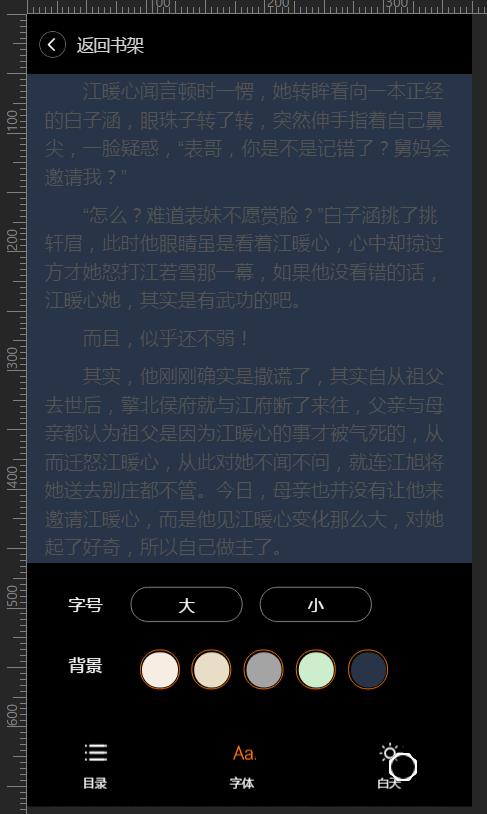 100
200
300
返回书架
江暖心闻言顿时一愣，她转眸看向一本正经
的白子涵，眼珠子转了转，突然伸手指着自己鼻
尖，一脸疑惑，“表哥，你是不是记错了？舅妈会
邀请我？”
“怎么？难道表妹不愿赏脸？”白子涵挑了挑
轩眉，此时他眼睛虽是看着江暖心，心中却掠过
方才她怒打江若雪那一幕，如果他没看错的话，
江暖心她，其实是有武功的吧。
而且，似乎还不弱！
其实，他刚刚确实是撒谎了，其实自从祖父
去世后，擎北侯府就与江府断了来往，父亲与母
亲都认为祖父是因为江暖心的事才被气死的，从
而迁怒江暖心，从此对她不闻不问，就连江旭将
她送去别庄都不管。今日，母亲也并没有让他来
邀请江暖心，而是他见江暖心变化那么大，对她
起了好奇，所以自己做主了。
字号 大 小
背景
Aa.
目录 字体 白天
100
200
300
400
500
600